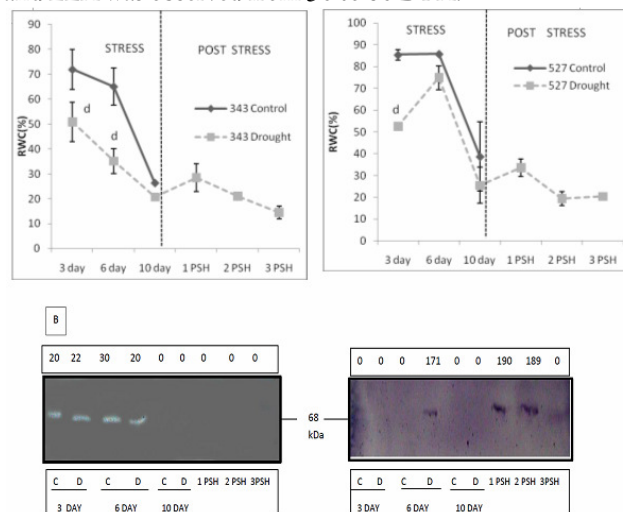 RWC(%)
90
80
70
60
50
40
30
20
10
0
STRESS
POST STRESS
343 Control
343 Drought
d
d
3 day 6 day 10 day 1 PSH 2 PSH 3 PSH
RWC(%)
100
90
80
70
60
50
40
30
20
10
0
STRESS
POST STRESS
527 Control
527 Drought
d
3 day 6 day 10 day 1 PSH 2 PSH 3 PSH
B
20 22 30 20 0 0 0 0 0
68
kDa
C D C D C D 1 PSH 2 PSH 3PSH
3 DAY 6 DAY 10 DAY
0 0 0 171 0 0 190 189 0
C D C D C D 1 PSH 2 PSH 3PSH
3 DAY 6 DAY 10 DAY